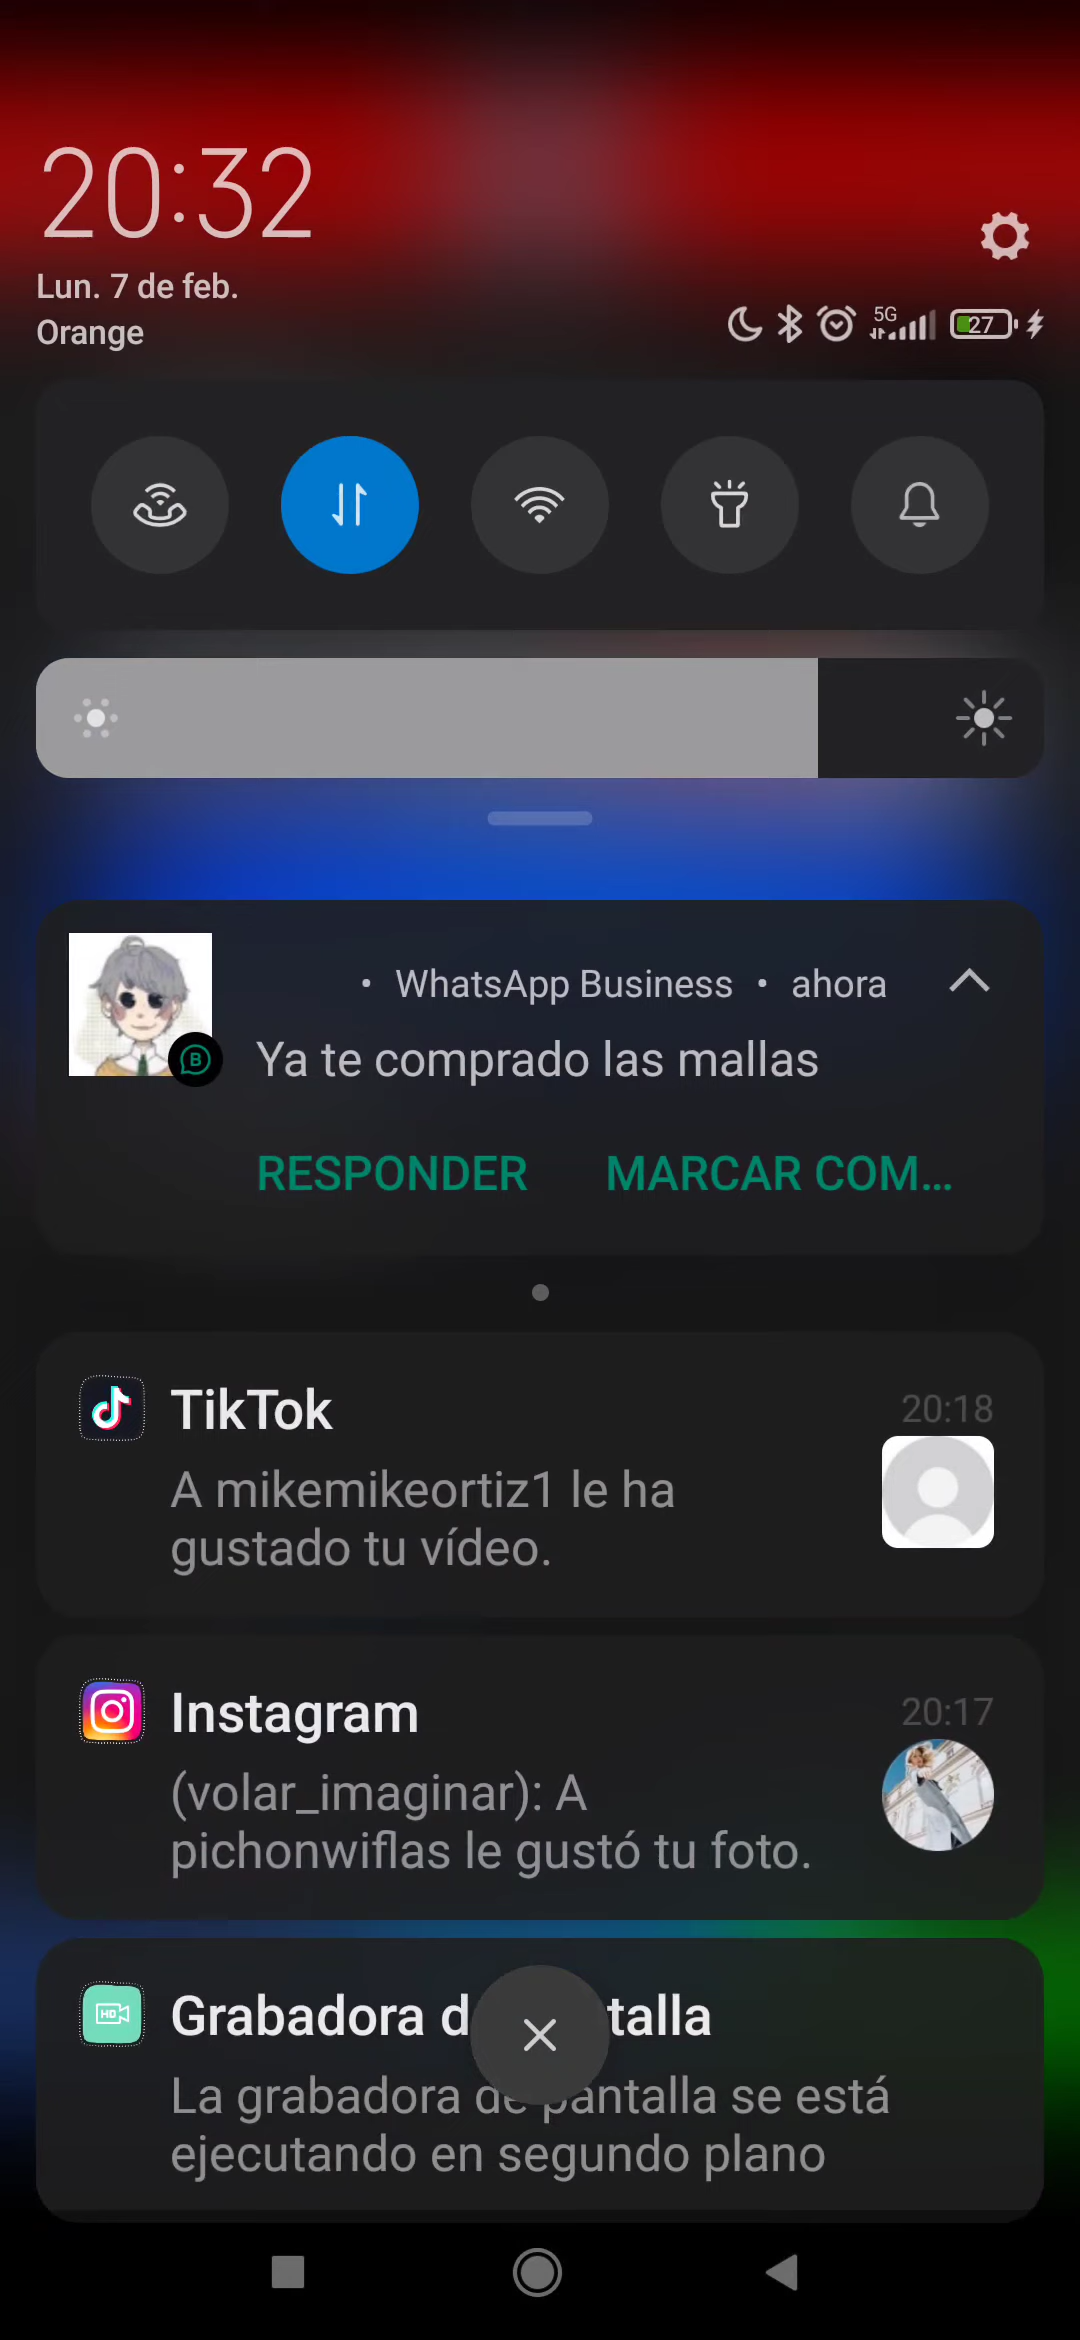 20:32
Lun. 7 de feb.
Orange
5G
27
• WhatsApp Business • ahora
Ya te comprado las mallas
RESPONDER MARCAR COM...
TikTok
20:18
A mikemikeortiz1 le ha
gustado tu vídeo.
Instagram
20:17
(volar_imaginar): A
pichonwiflas le gustó tu foto.
HD
Grabadora d talla
La grabadora de pantalla se está
ejecutando en segundo plano